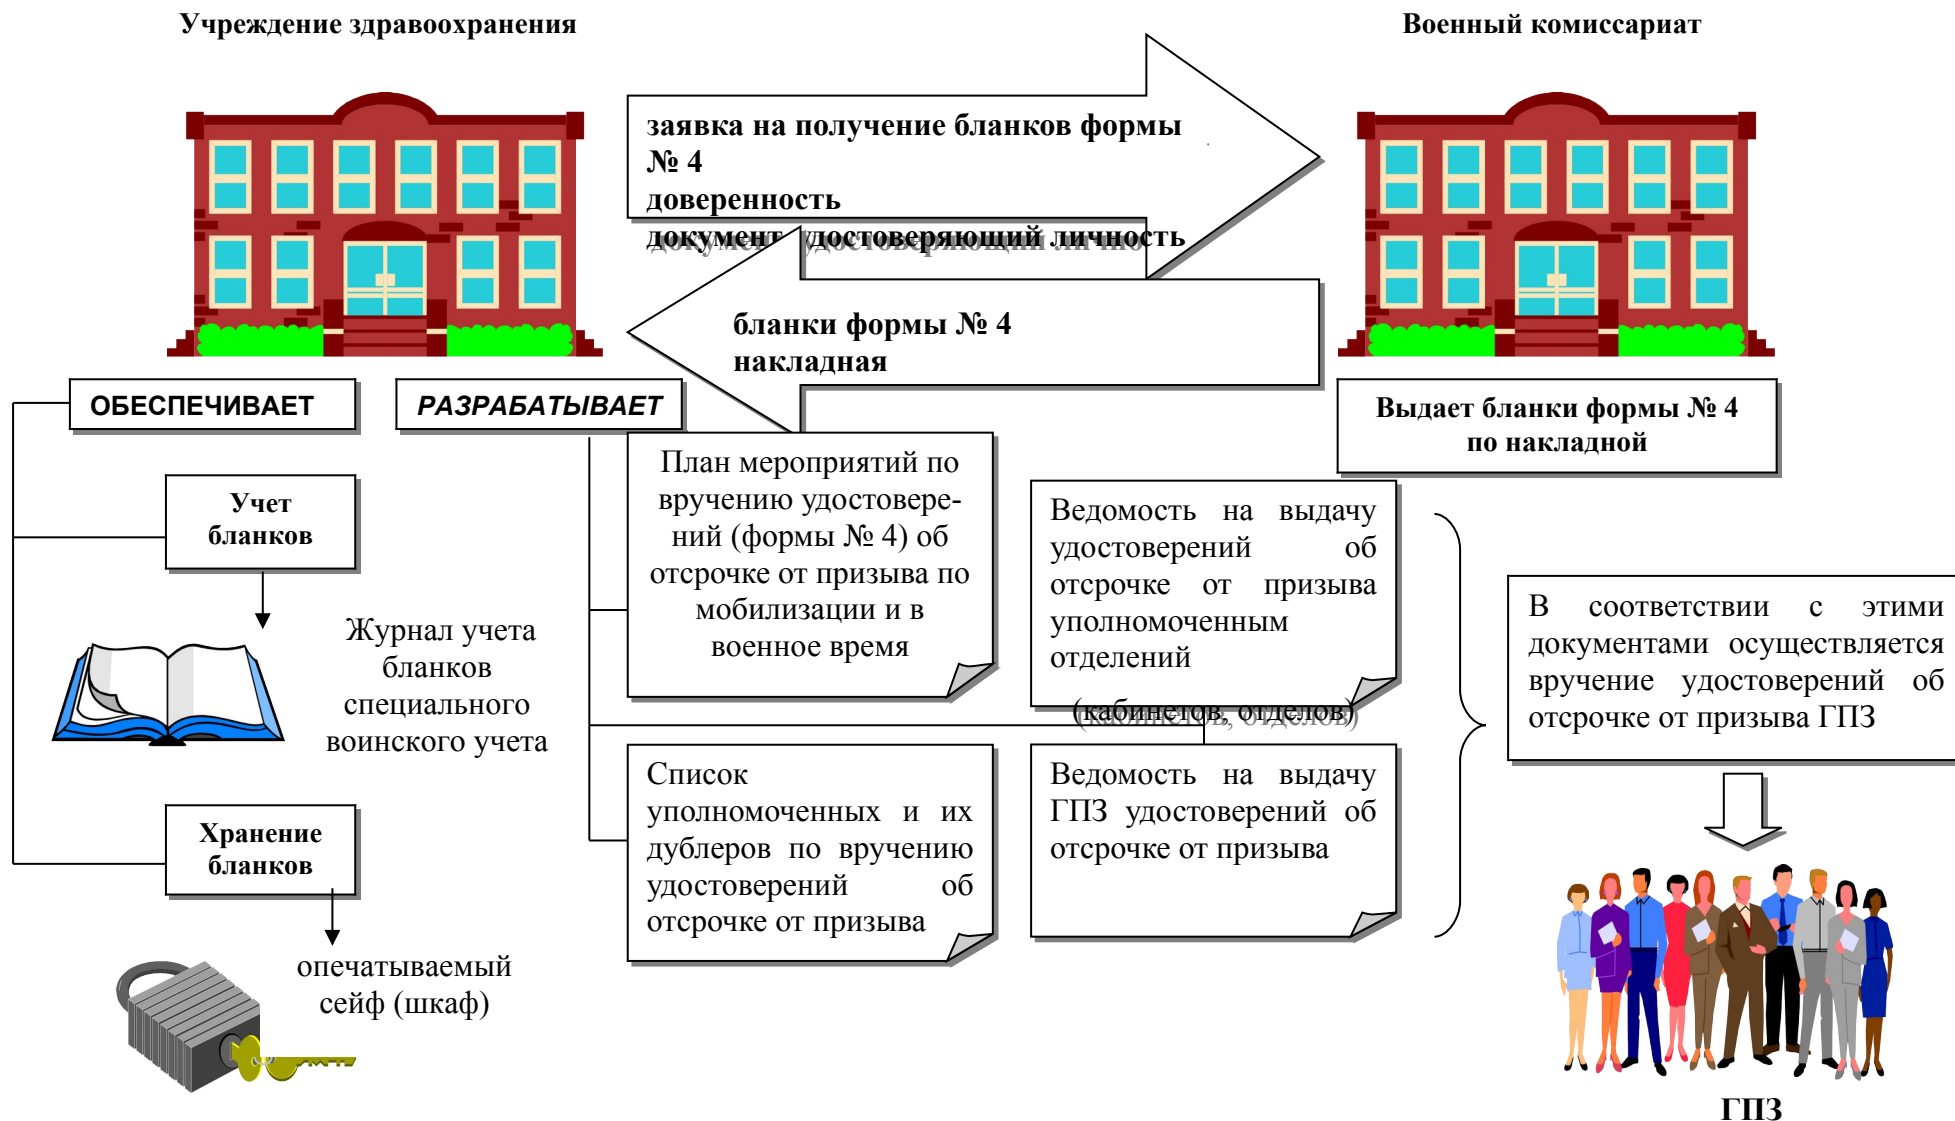 Учреждение здравоохранения
Военный комиссариат
заявка на получение бланков формы
№ 4
доверенность
документ, удостоверяющий личность
бланки формы № 4
накладная
ОБЕСПЕЧИВАЕТ
РАЗРАБАТЫВАЕТ
Выдает бланки формы № 4
по накладной
Учет
бланков
Журнал учета
бланков
специального
воинского учета
Хранение
бланков
опечатываемый
сейф (шкаф)
План мероприятий по
вручению удостовере-
ний (формы № 4) об
отсрочке от призыва по
мобилизации и в
военное время
Ведомость на выдачу
удостоверений об
отсрочке от призыва
уполномоченным
отделений
(кабинетов, отделов)
Список
уполномоченных и их
дублеров по вручению
удостоверений об
отсрочке от призыва
Ведомость на выдачу
ГПЗ удостоверений об
отсрочке от призыва
В соответствии с этими
документами осуществляется
вручение удостоверений об
отсрочке от призыва ГПЗ
ГПЗ